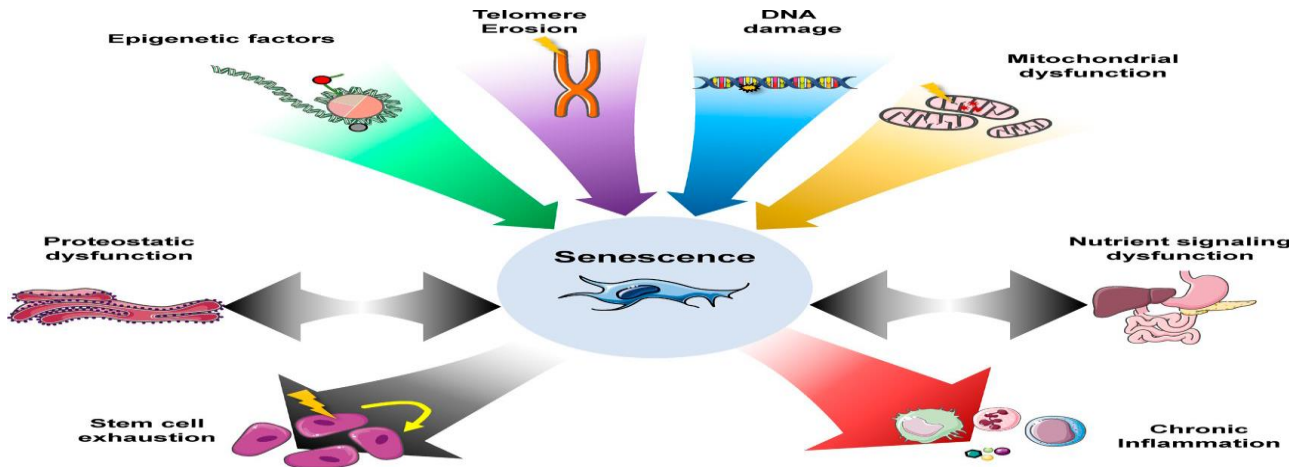 Epigenetic factors
Telomere
Erosion
DNA
damage
Mitochondrial
dysfunction
Proteostatic
dysfunction
Senescence
Nutrient signaling
dysfunction
Stem cell
exhaustion
Chronic
Inflammation